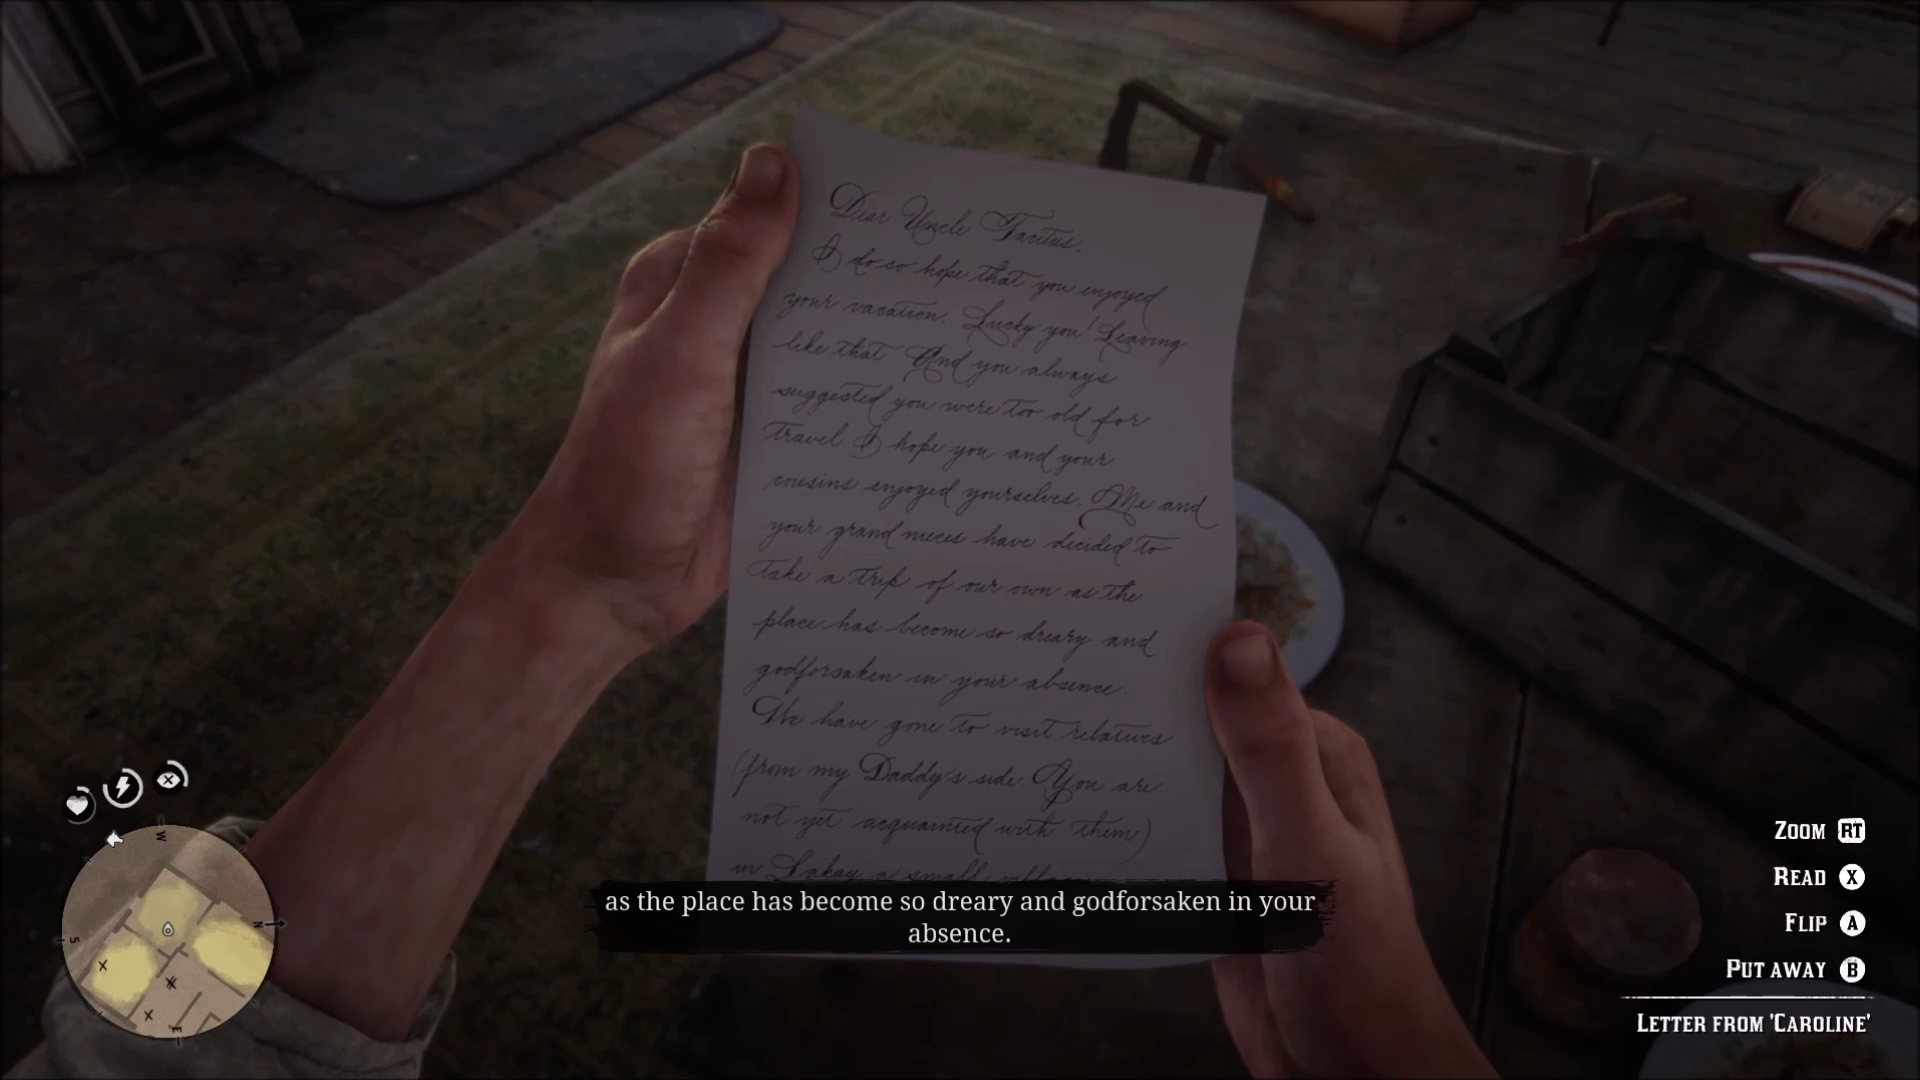 Dear Uncle Tacitus,
I do so hope that you enjoyed
your vacation. Lucky you! Leaving
like that And you always
suggested you were too old for
travel I hope you and your
cousins enjoyed yourselves. Me and
your grand nieces have decided to
take a trip of our own as the
place has become so dreary and
godforsaken in your absence.
We have gone to visit relatives
(from my Daddy's side. You are
not yet acquainted with them)
in Lakay a small village
as the place has become so dreary and godforsaken in your
absence.
ZOOM RT
READ X
FLIP A
PUT AWAY B
LETTER FROM 'CAROLINE'
W
N
S
E